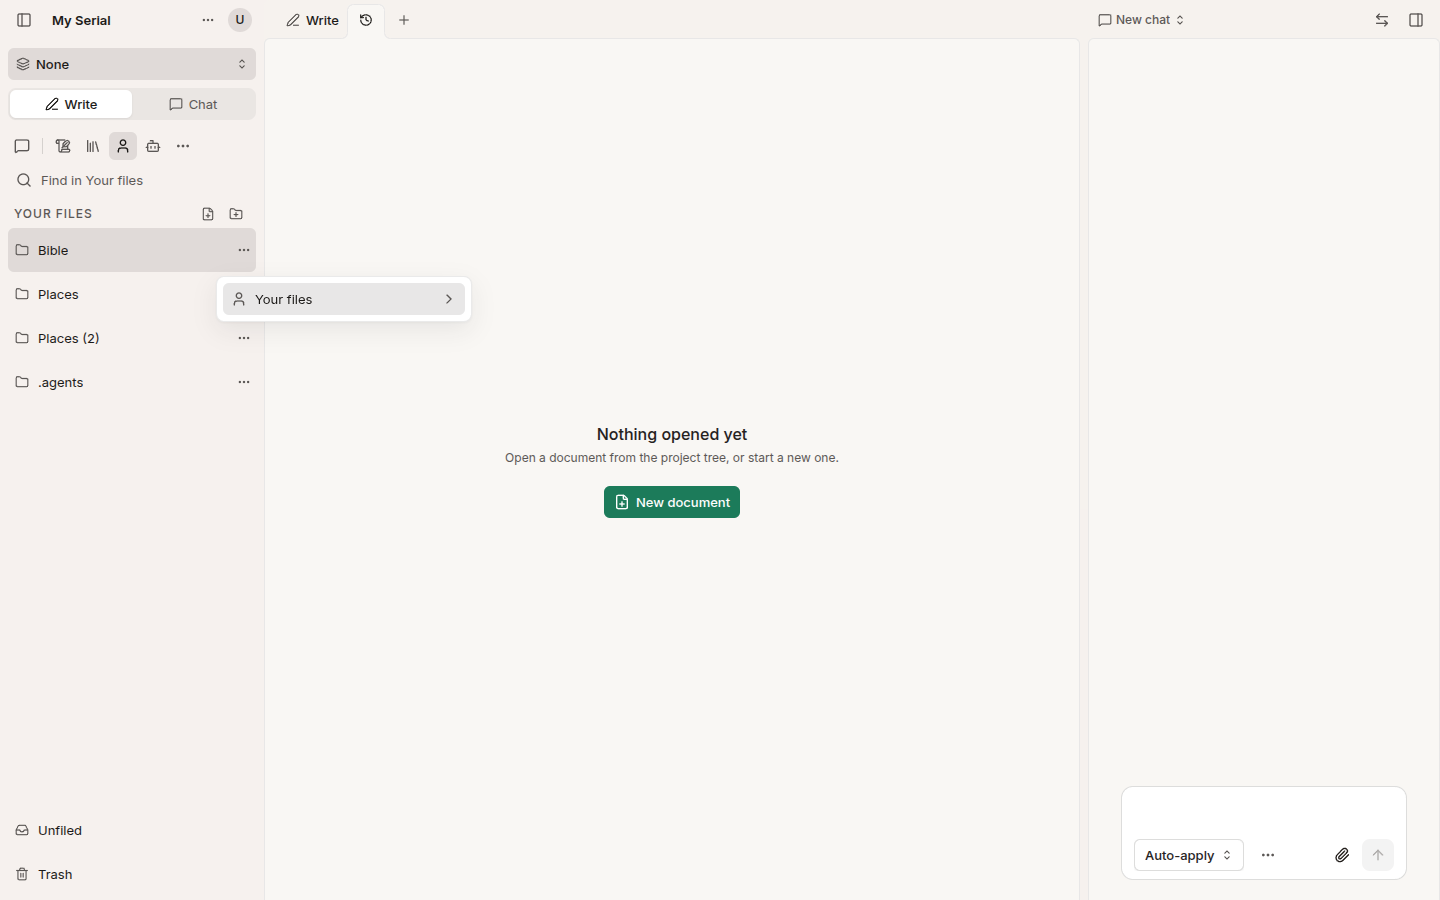 My Serial
U
Write
New chat
None
Write
Chat
Find in Your files
YOUR FILES
Bible
Your files
Places
Places (2)
.agents
Nothing opened yet
Open a document from the project tree, or start a new one.
New document
Unfiled
Auto-apply
Trash